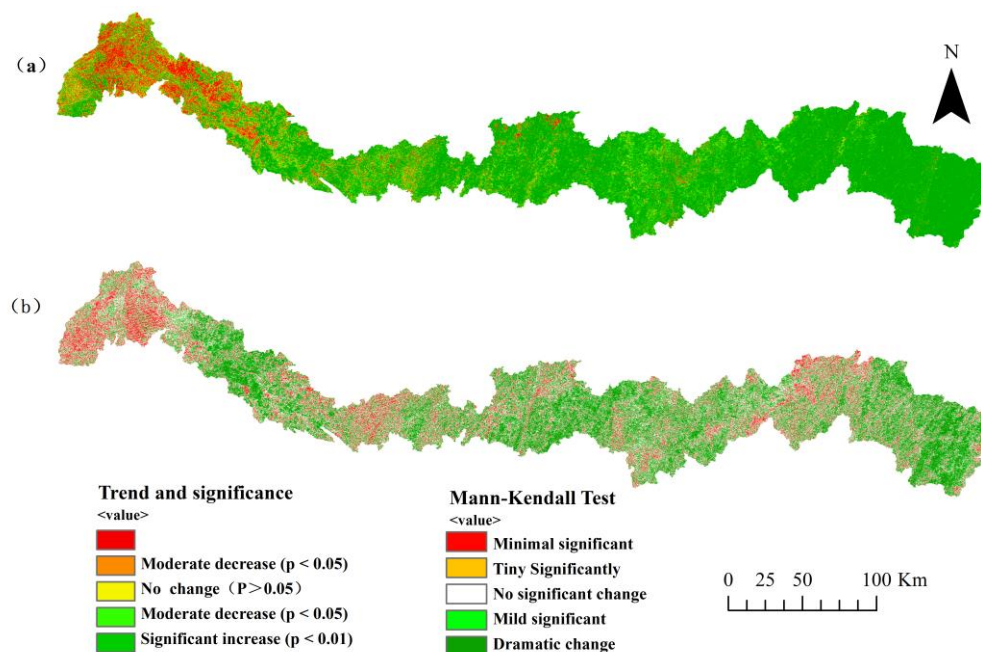 (a)
N
(b)
Trend and significance
<value>
Moderate decrease (p < 0.05)
No change（P＞0.05）
Moderate decrease (p < 0.05)
Significant increase (p < 0.01)
Mann-Kendall Test
<value>
Minimal significant
Tiny Significantly
No significant change
Mild significant
Dramatic change
0 25 50 100 Km